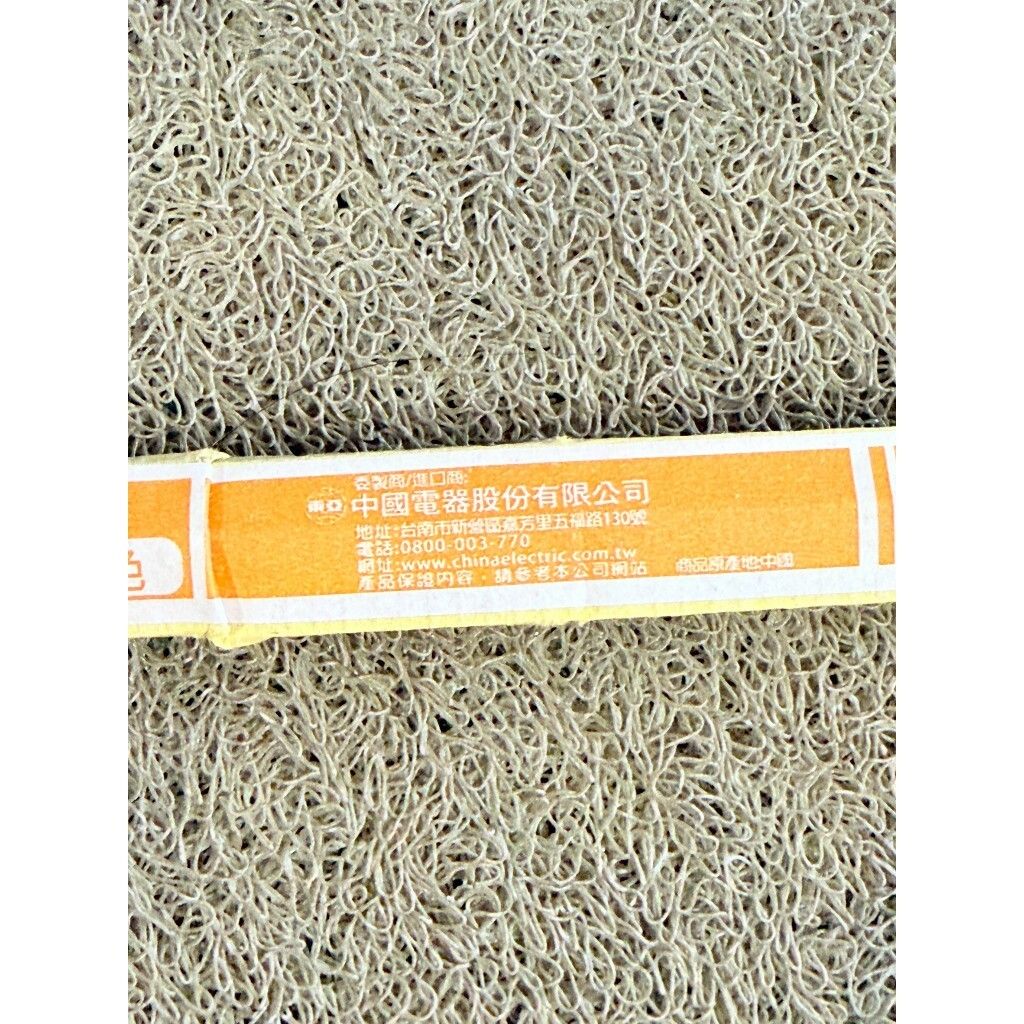 委製商/進口商:
東亞 中國電器股份有限公司
地址:台南市新營區嘉芳里五福路130號
電話:0800-003-770
網址:www.chinaelectric.com.tw
產品保證內容,請參考本公司網站
商品原產地:中國
色